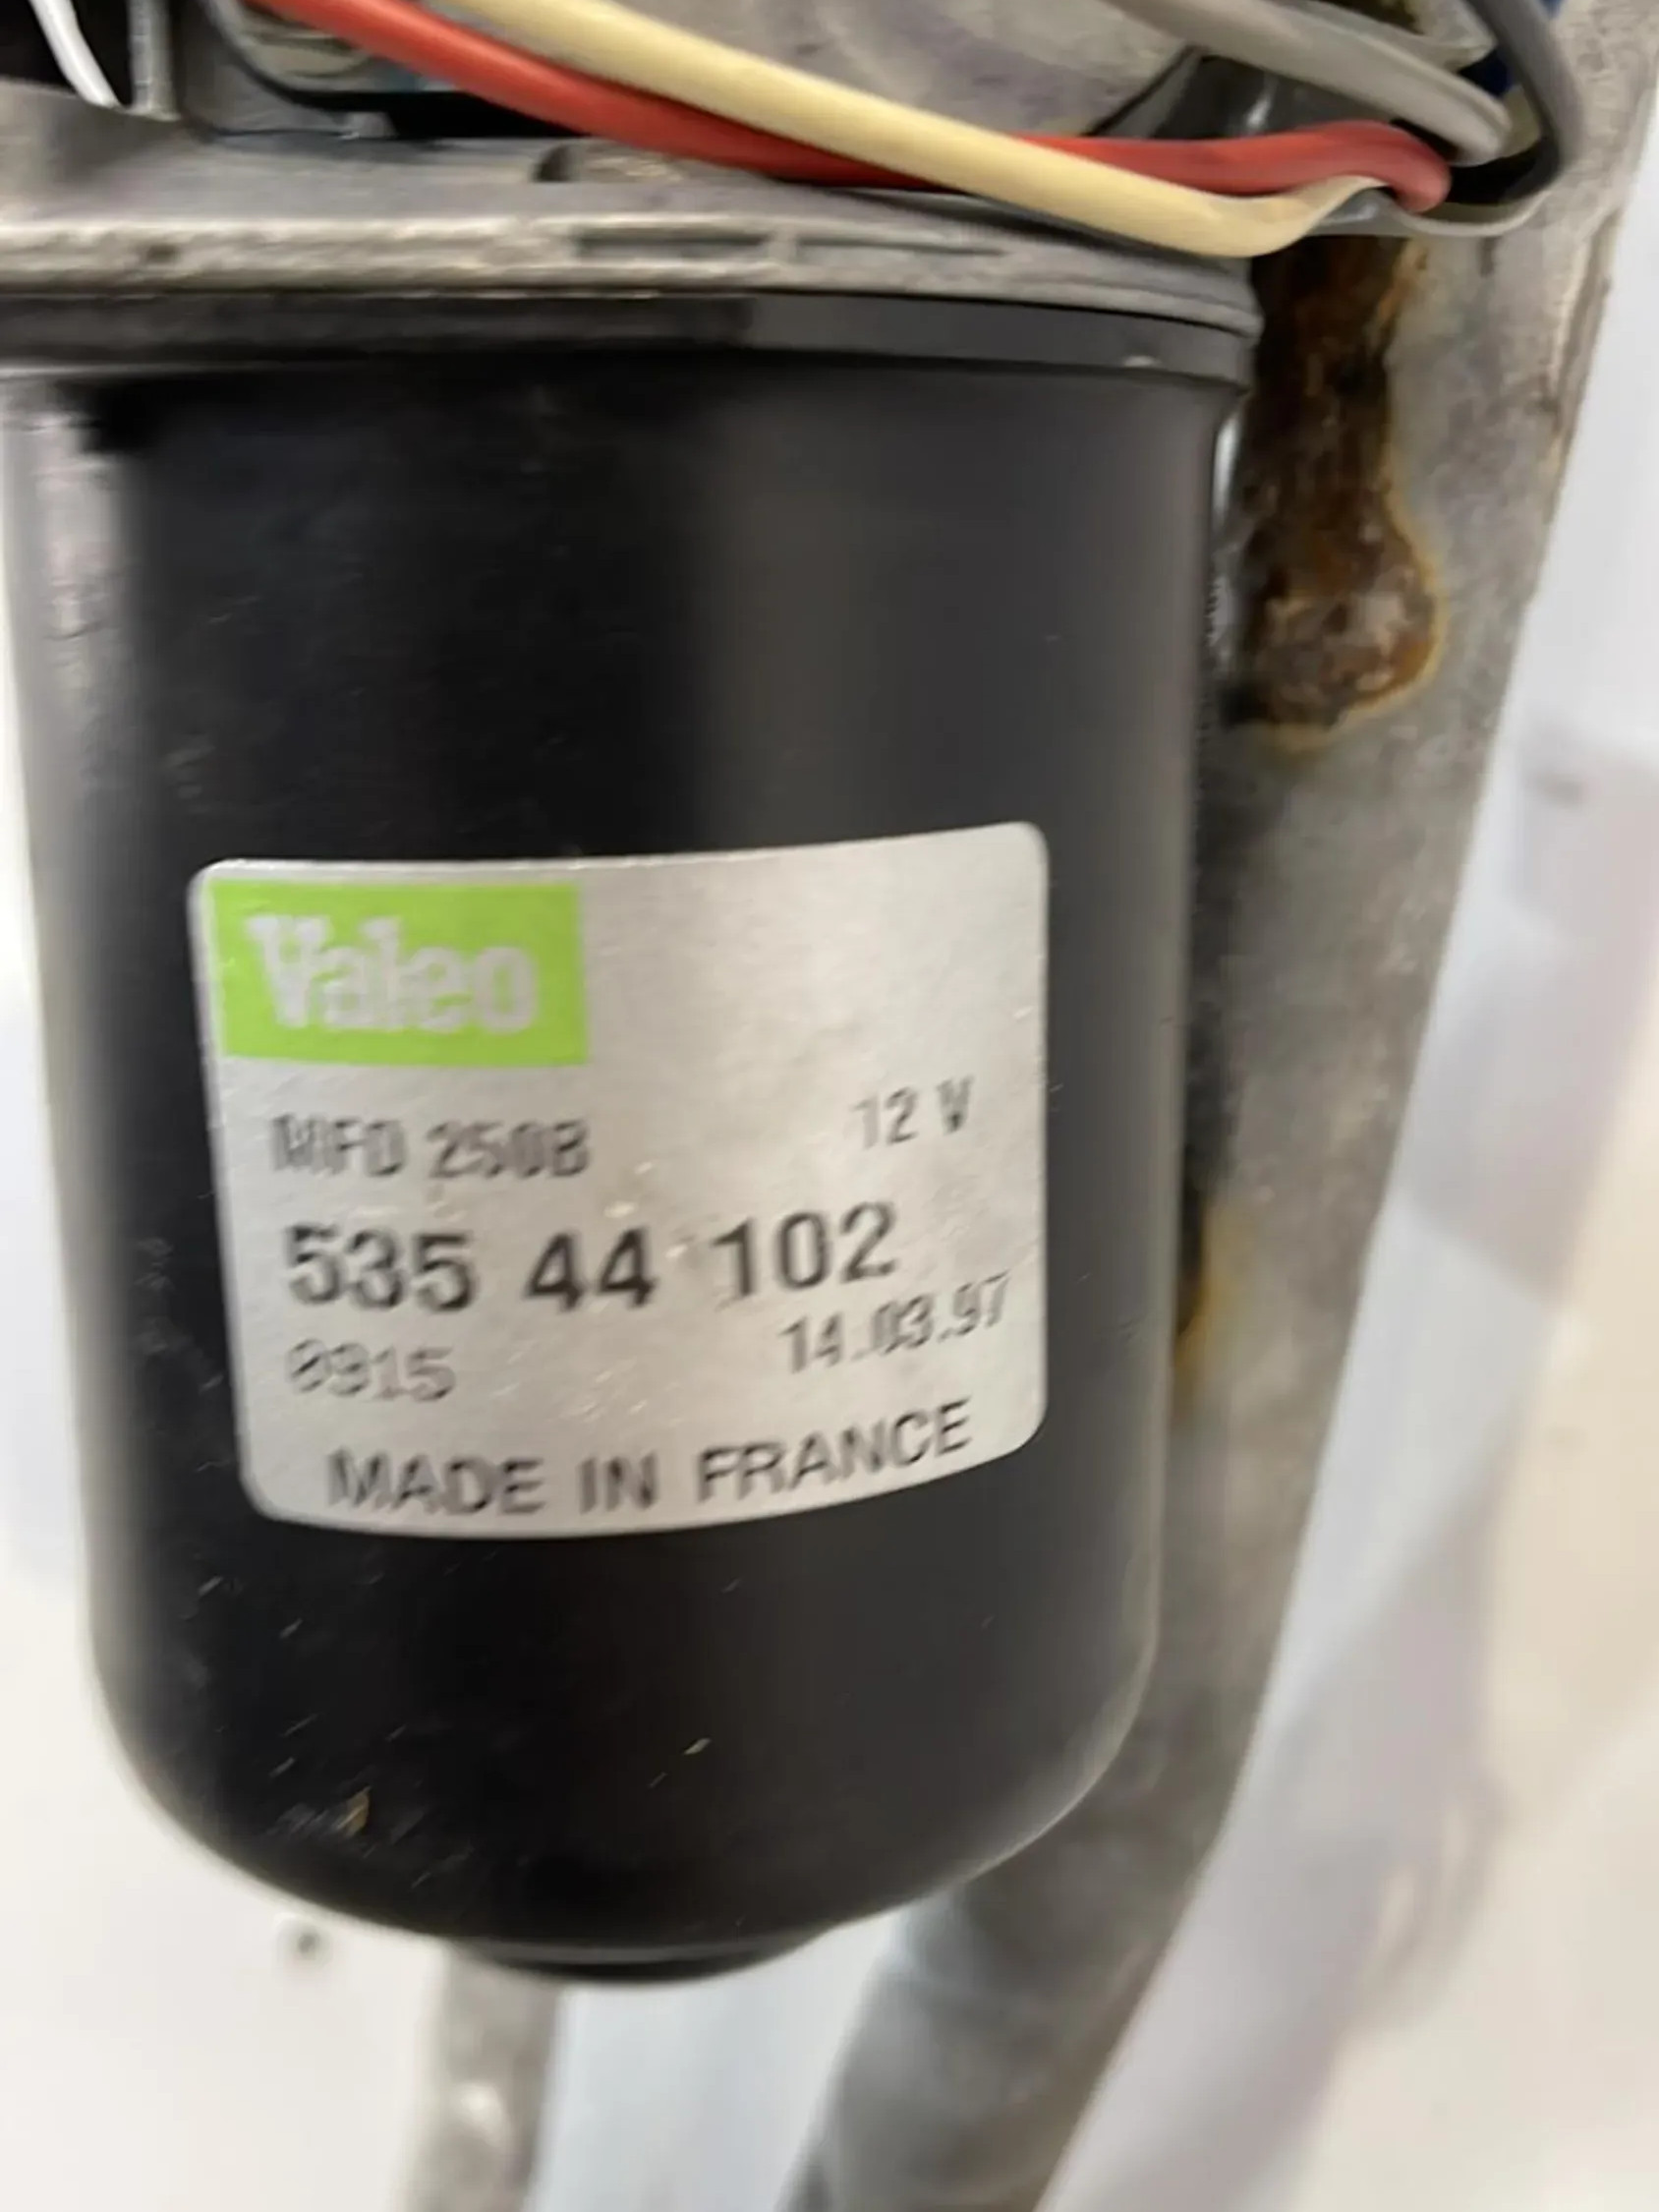 Valeo
MFD 250B 12 V
535 44 102
0915 14.03.97
MADE IN FRANCE